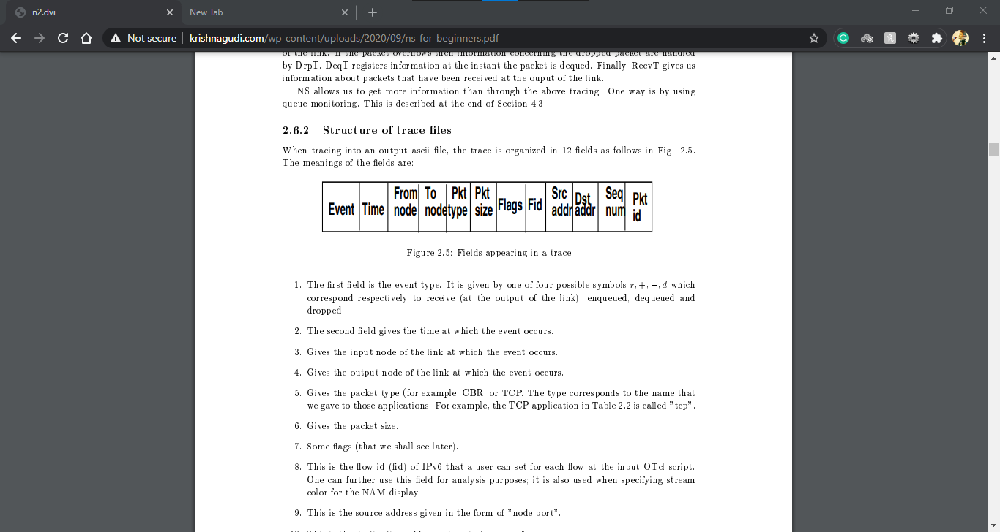 n2.dvi
New Tab
Not secure
krishnagudi.com/wp-content/uploads/2020/09/ns-for-beginners.pdf
of the link. If the packet overflows then information concerning the dropped packet are handled
by DrpT. DeqT registers information at the instant the packet is dequed. Finally, RecvT gives us
information about packets that have been received at the ouput of the link.
NS allows us to get more information than through the above tracing. One way is by using
queue monitoring. This is described at the end of Section 4.3.
2.6.2 Structure of trace files
When tracing into an output ascii file, the trace is organized in 12 fields as follows in Fig. 2.5.
The meanings of the fields are:
Event
Time
From
node
To
node
Pkt
type
Pkt
size
Flags
Fid
Src
addr
Dst
addr
Seq
num
Pkt
id
Figure 2.5: Fields appearing in a trace
1. The first field is the event type. It is given by one of four possible symbols r, +, −, d which
correspond respectively to receive (at the output of the link), enqueued, dequeued and
dropped.
2. The second field gives the time at which the event occurs.
3. Gives the input node of the link at which the event occurs.
4. Gives the output node of the link at which the event occurs.
5. Gives the packet type (for example, CBR, or TCP. The type corresponds to the name that
we gave to those applications. For example, the TCP application in Table 2.2 is called "tcp".
6. Gives the packet size.
7. Some flags (that we shall see later).
8. This is the flow id (fid) of IPv6 that a user can set for each flow at the input OTcl script.
One can further use this field for analysis purposes; it is also used when specifying stream
color for the NAM display.
9. This is the source address given in the form of "node.port".